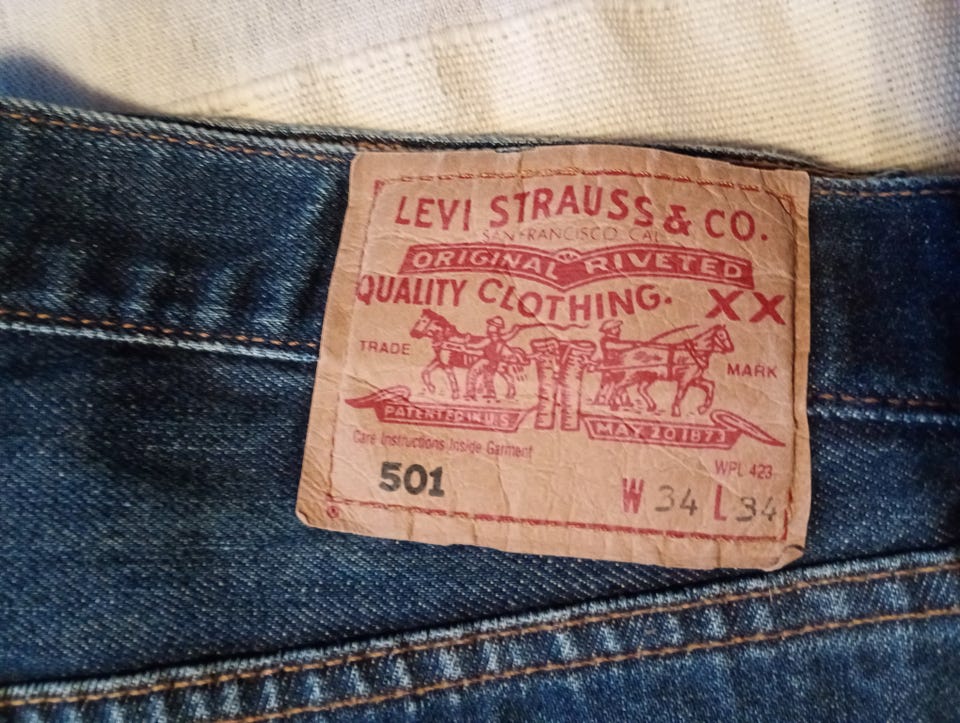 LEVI STRAUSS & CO.
SAN FRANCISCO CAL
ORIGINAL RIVETED
QUALITY CLOTHING. XX
TRADE MARK
PATENTED IN U.S. MAY 20 1873
Care Instructions Inside Garment
WPL 423
501 W 34 L 34